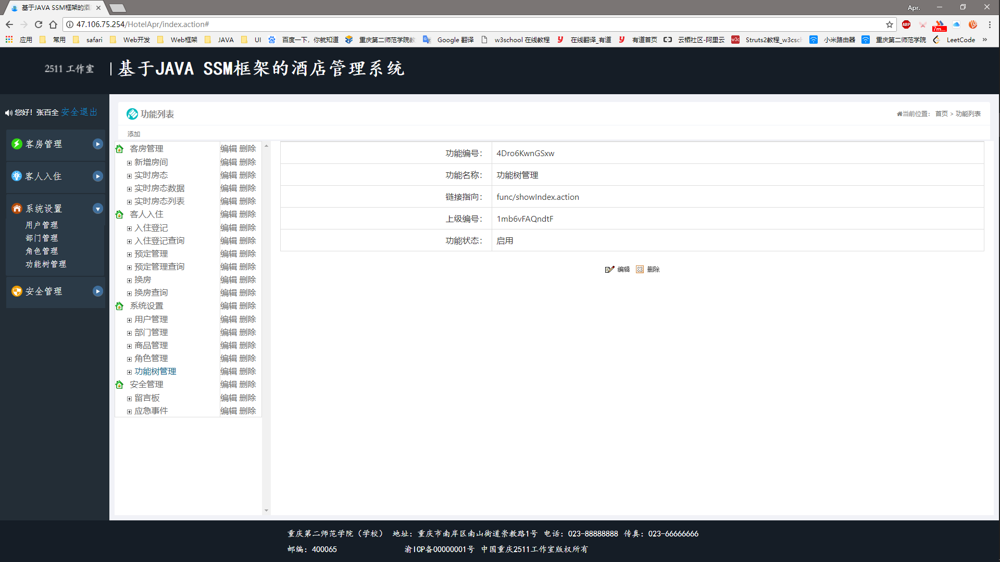 基于JAVA SSM框架的酒
Apr.
47.106.75.254/HotelApr/index.action#
ABP
7m...
应用 常用 safari Web开发 Web框架 JAVA UI 百度一下，你就知道 重庆第二师范学院教 Google 翻译 w3school 在线教程 在线翻译_有道 有道首页 云栖社区-阿里云 Struts2教程_w3csch 小米路由器 重庆第二师范学院 LeetCode »
2511 工作室 | 基于JAVA SSM框架的酒店管理系统
您好！张百全 安全退出
客房管理
客人入住
系统设置
用户管理
部门管理
角色管理
功能树管理
安全管理
功能列表
当前位置： 首页 > 功能列表
添加
客房管理 编辑 删除
新增房间 编辑 删除
实时房态 编辑 删除
实时房态数据 编辑 删除
实时房态列表 编辑 删除
客人入住 编辑 删除
入住登记 编辑 删除
入住登记查询 编辑 删除
预定管理 编辑 删除
预定管理查询 编辑 删除
换房 编辑 删除
换房查询 编辑 删除
系统设置 编辑 删除
用户管理 编辑 删除
部门管理 编辑 删除
商品管理 编辑 删除
角色管理 编辑 删除
功能树管理 编辑 删除
安全管理 编辑 删除
留言板 编辑 删除
应急事件 编辑 删除
功能编号： 4Dro6KwnGSxw
功能名称： 功能树管理
链接指向： func/showIndex.action
上级编号： 1mb6vFAQndtF
功能状态： 启用
编辑 删除
重庆第二师范学院（学校） 地址：重庆市南岸区南山街道崇教路1号 电话：023-88888888 传真：023-66666666
邮编：400065 渝ICP备00000001号 中国重庆2511工作室版权所有